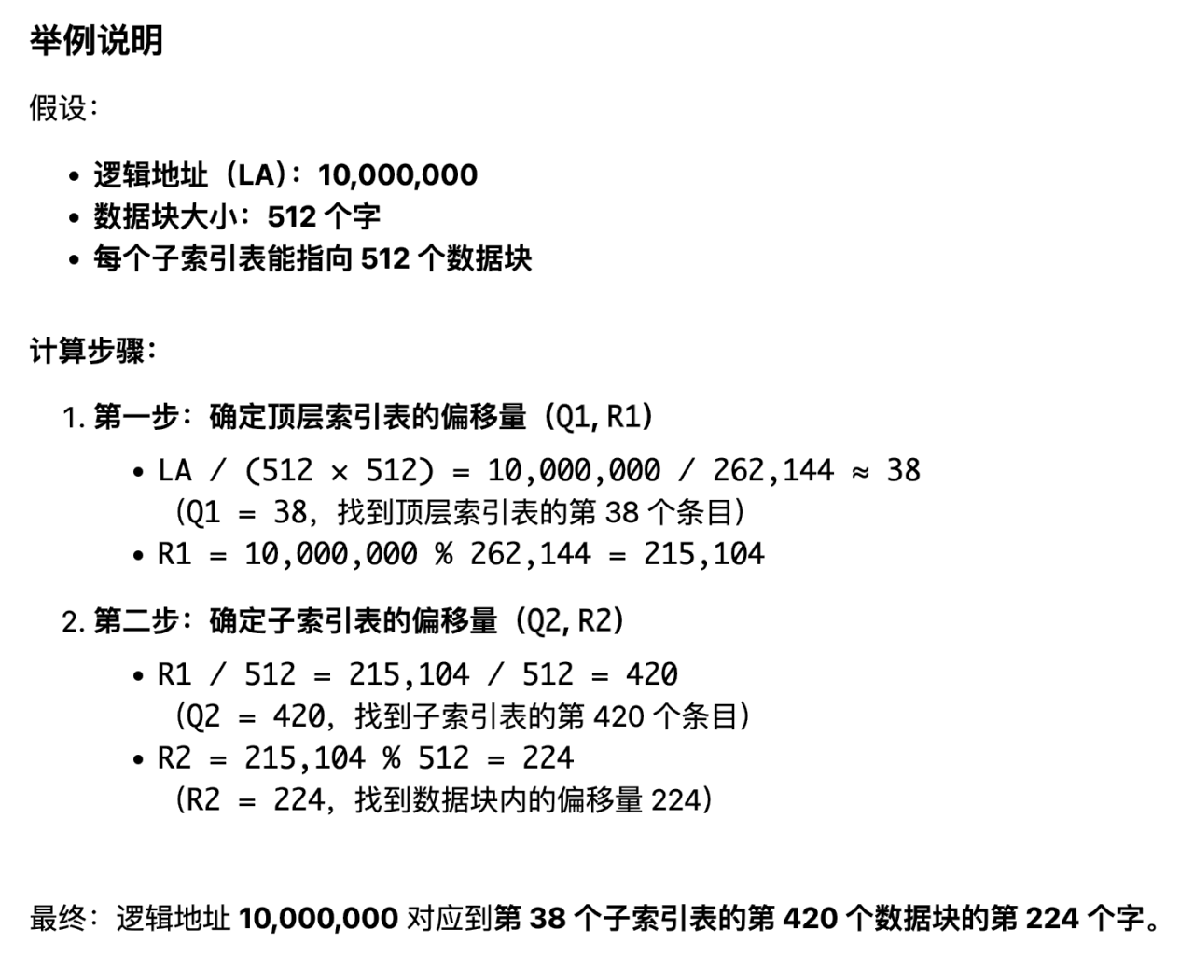 举例说明
假设：
• 逻辑地址（LA）：10,000,000
• 数据块大小：512 个字
• 每个子索引表能指向 512 个数据块
计算步骤：
1. 第一步：确定顶层索引表的偏移量（Q1, R1）
• LA / (512 × 512) = 10,000,000 / 262,144 ≈ 38
（Q1 = 38，找到顶层索引表的第 38 个条目）
• R1 = 10,000,000 % 262,144 = 215,104
2. 第二步：确定子索引表的偏移量（Q2, R2）
• R1 / 512 = 215,104 / 512 = 420
（Q2 = 420，找到子索引表的第 420 个条目）
• R2 = 215,104 % 512 = 224
（R2 = 224，找到数据块内的偏移量 224）
最终：逻辑地址 10,000,000 对应到第 38 个子索引表的第 420 个数据块的第 224 个字。